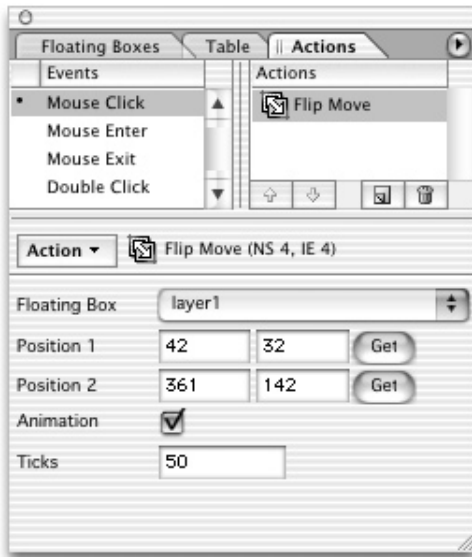 Floating Boxes Table Actions
Events Actions
Mouse Click Flip Move
Mouse Enter
Mouse Exit
Double Click
Action Flip Move (NS 4, IE 4)
Floating Box layer1
Position 1 42 32 Get
Position 2 361 142 Get
Animation
Ticks 50